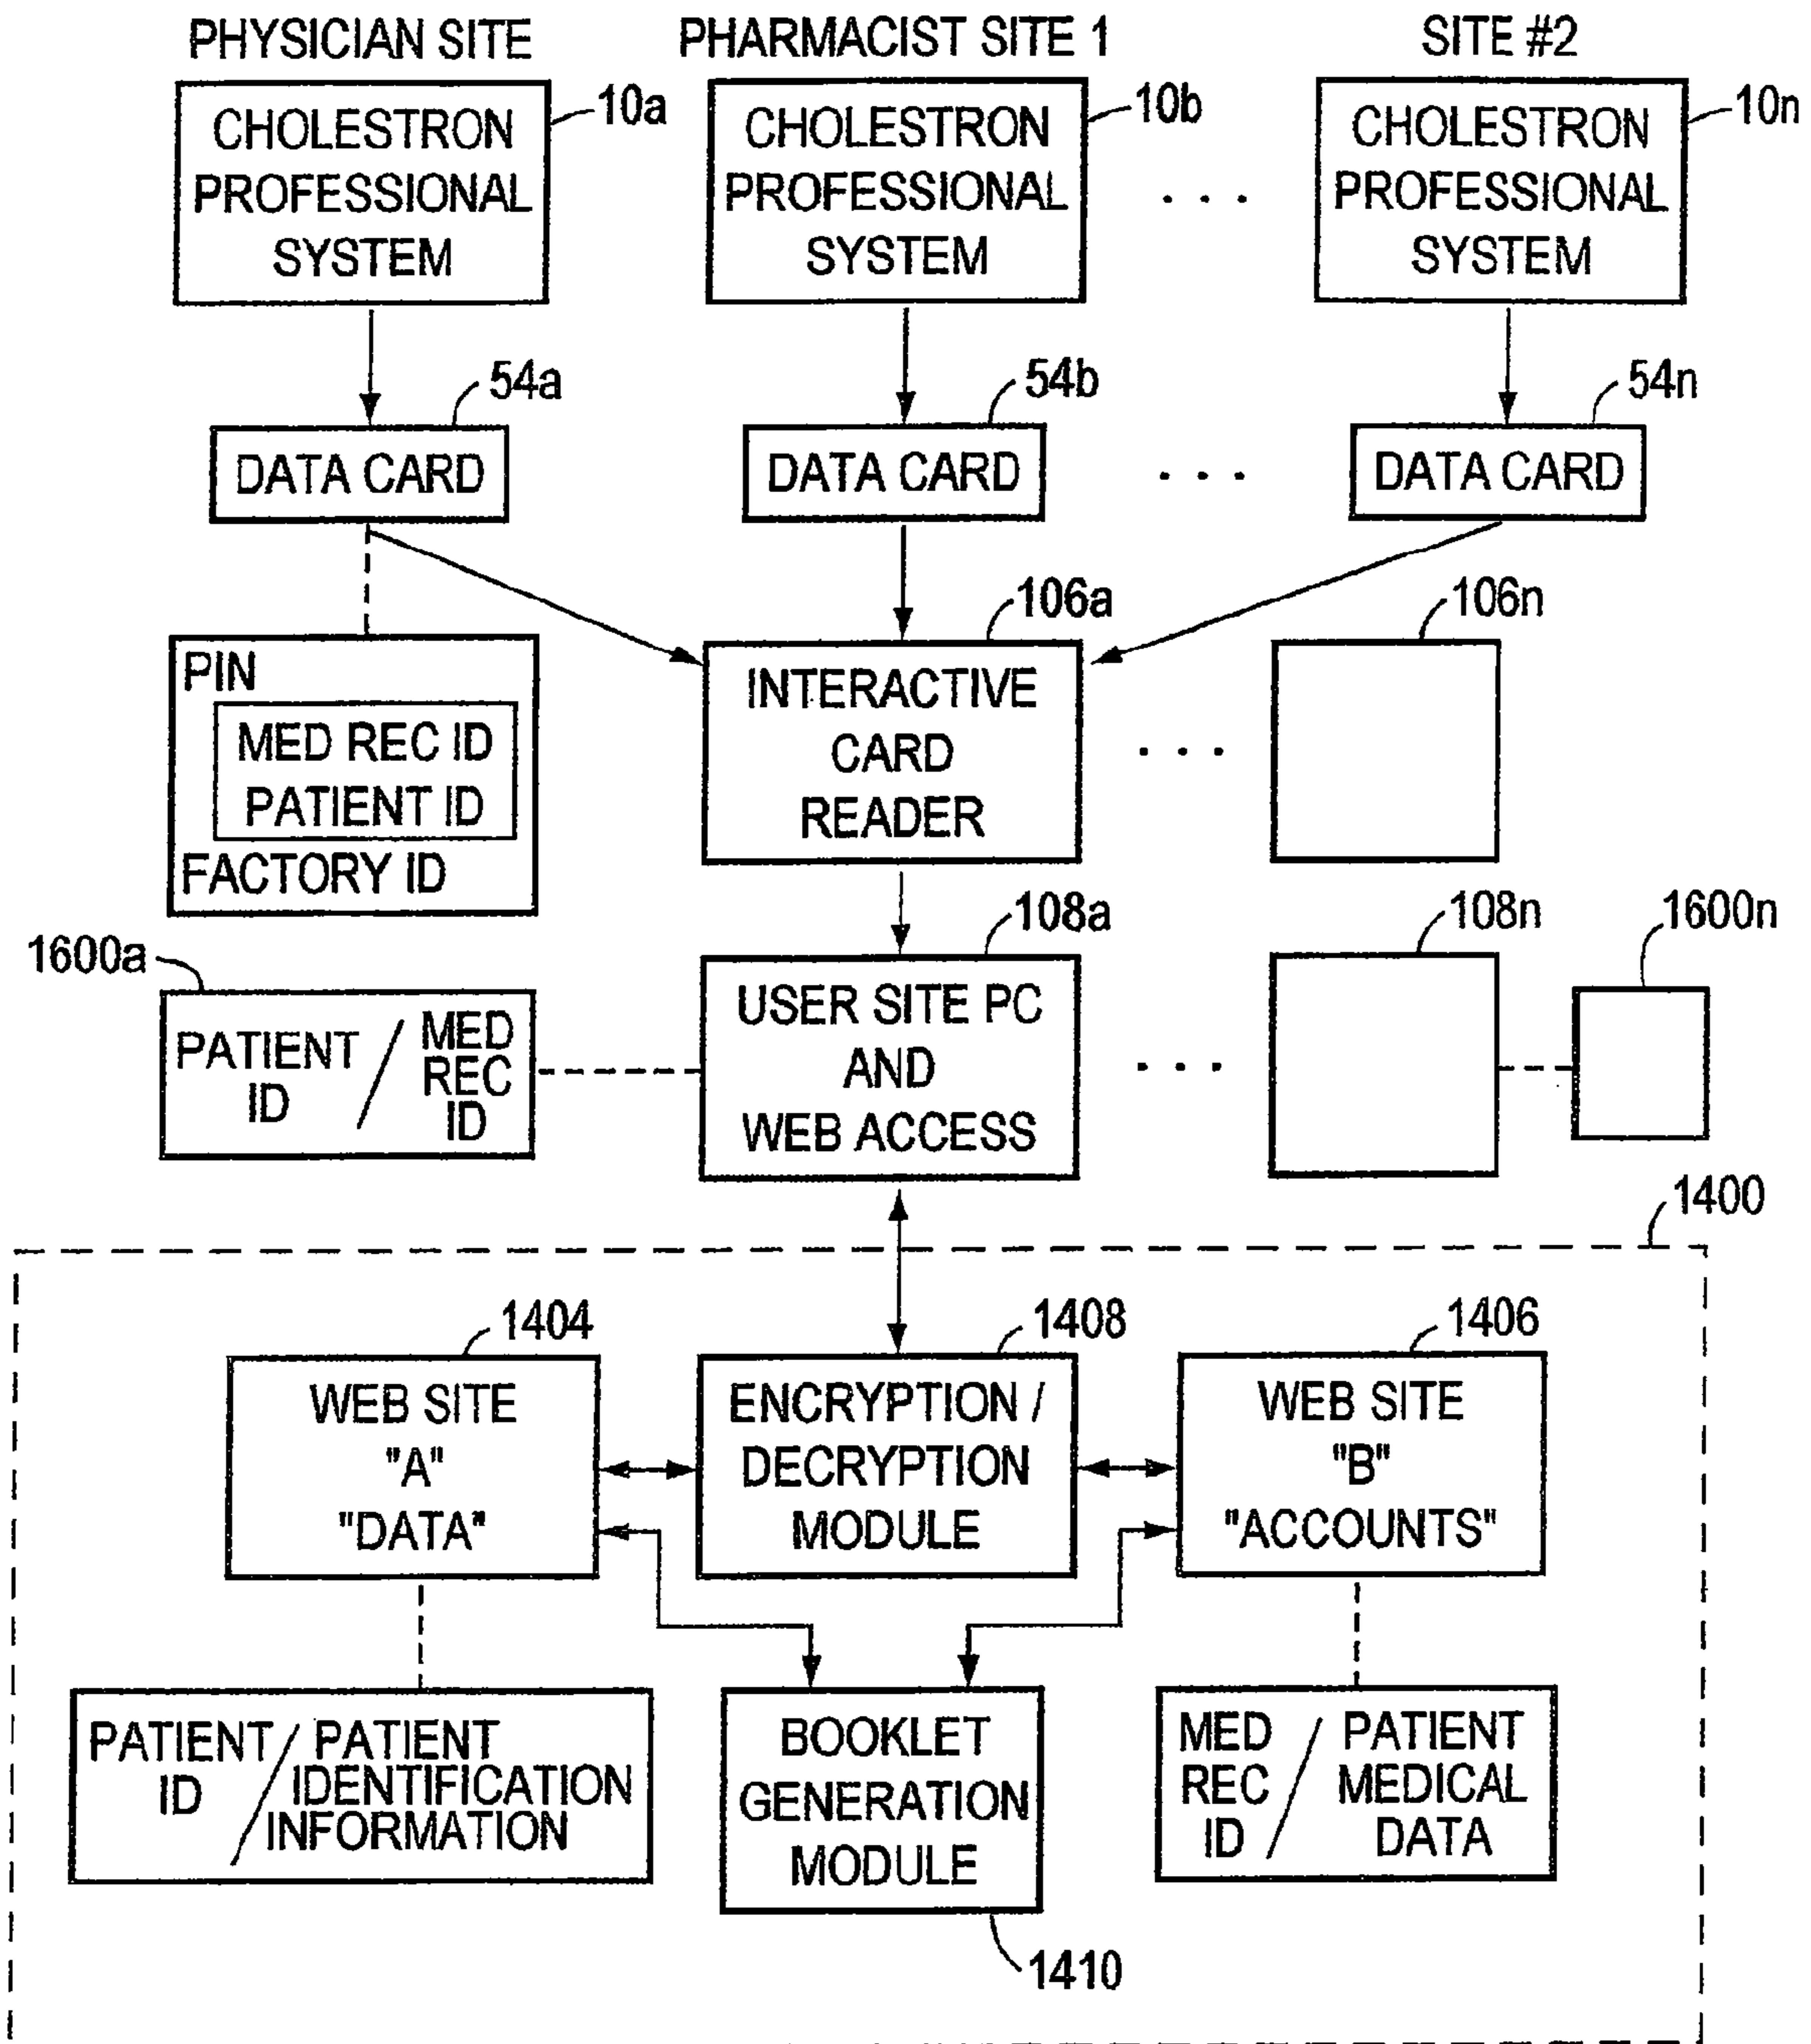 PHYSICIAN SITE
PHARMACIST SITE 1
SITE #2
10a
10b
10n
CHOLESTRON
PROFESSIONAL
SYSTEM
CHOLESTRON
PROFESSIONAL
SYSTEM
. . .
CHOLESTRON
PROFESSIONAL
SYSTEM
54a
54b
54n
DATA CARD
DATA CARD
. . .
DATA CARD
106a
106n
PIN
MED REC ID
PATIENT ID
FACTORY ID
INTERACTIVE
CARD
READER
. . .
1600a
108a
108n
1600n
PATIENT
ID
/
MED
REC
ID
USER SITE PC
AND
WEB ACCESS
. . .
1400
1404
1408
1406
WEB SITE
"A"
"DATA"
ENCRYPTION /
DECRYPTION
MODULE
WEB SITE
"B"
"ACCOUNTS"
PATIENT
ID
/
PATIENT
IDENTIFICATION
INFORMATION
BOOKLET
GENERATION
MODULE
MED
REC
ID
/
PATIENT
MEDICAL
DATA
1410